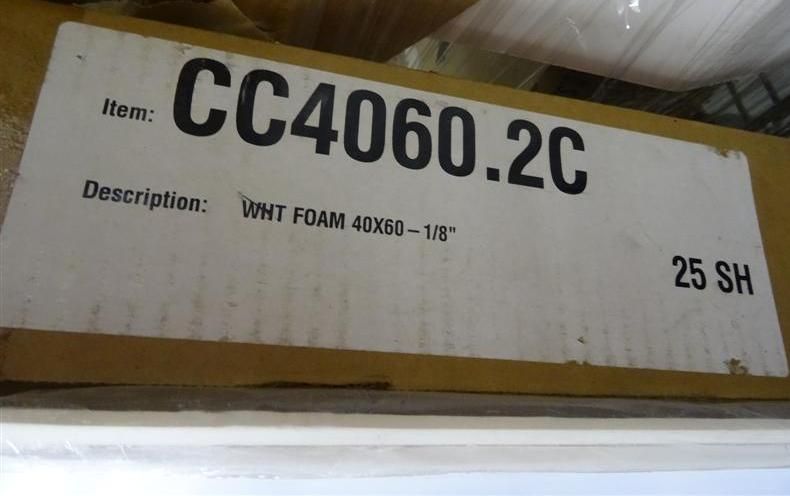 Item: CC4060.2C
Description: WHT FOAM 40X60–1/8"
25 SH